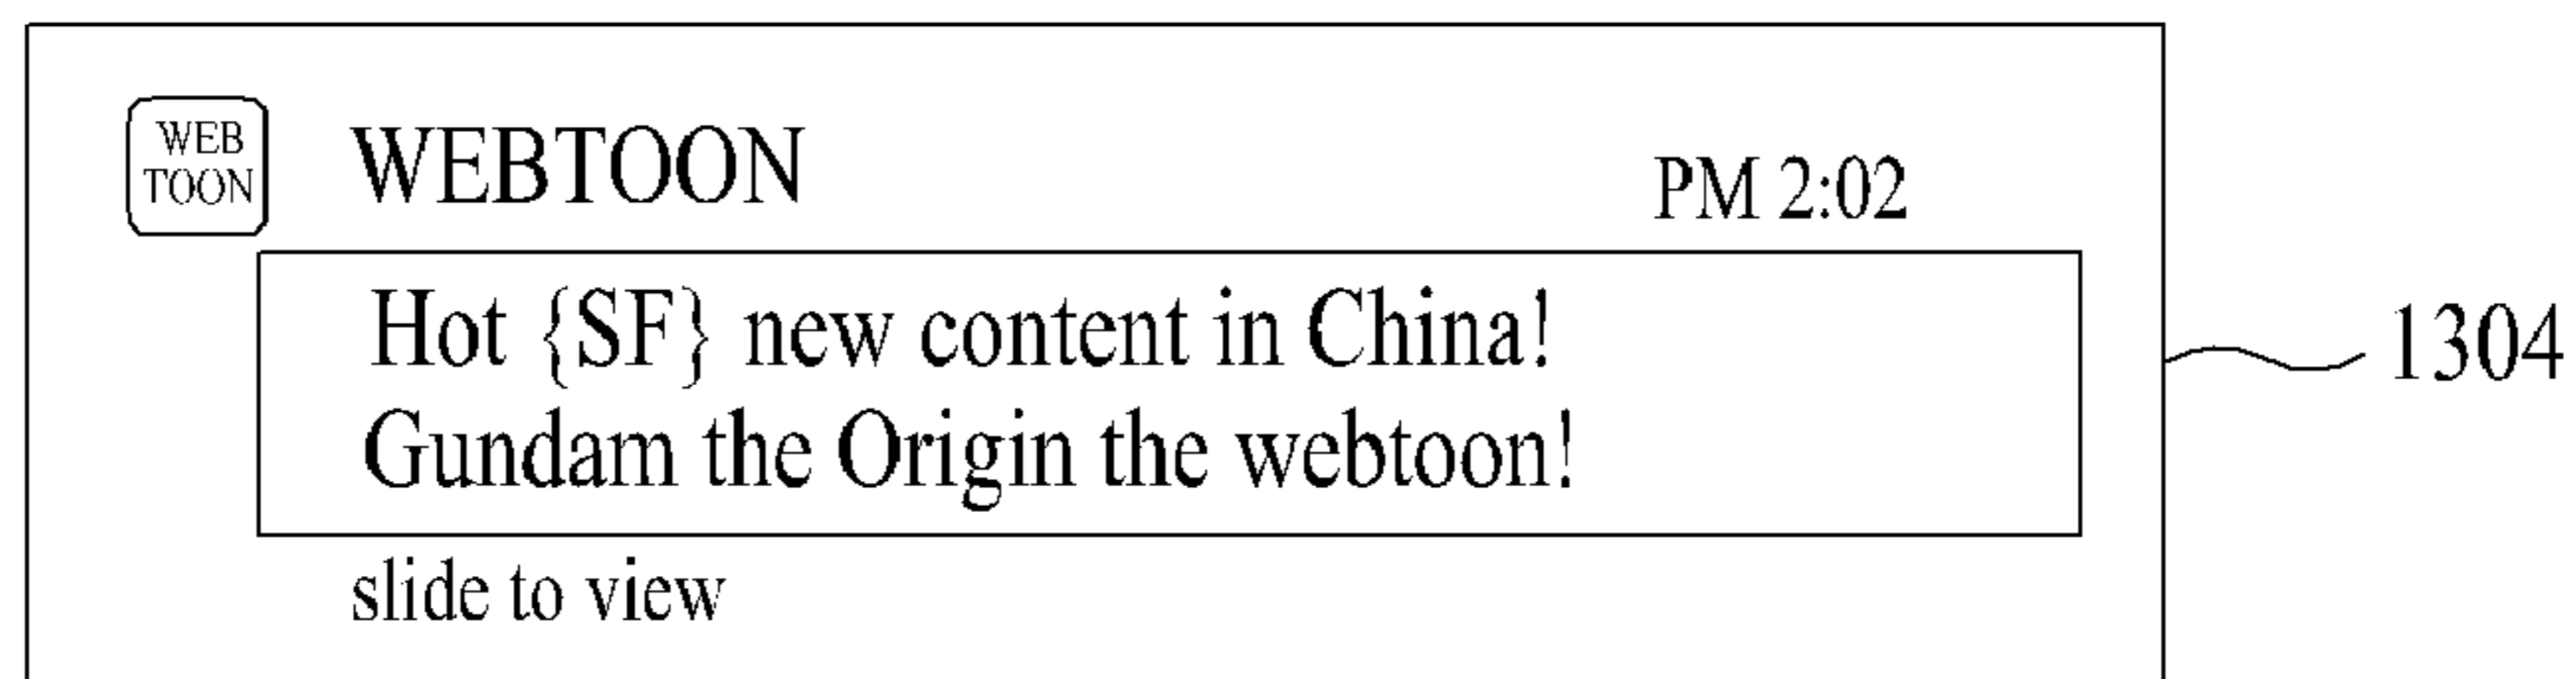 WEB
TOON
WEBTOON
PM 2:02
Hot {SF} new content in China!
Gundam the Origin the webtoon!
1304
slide to view